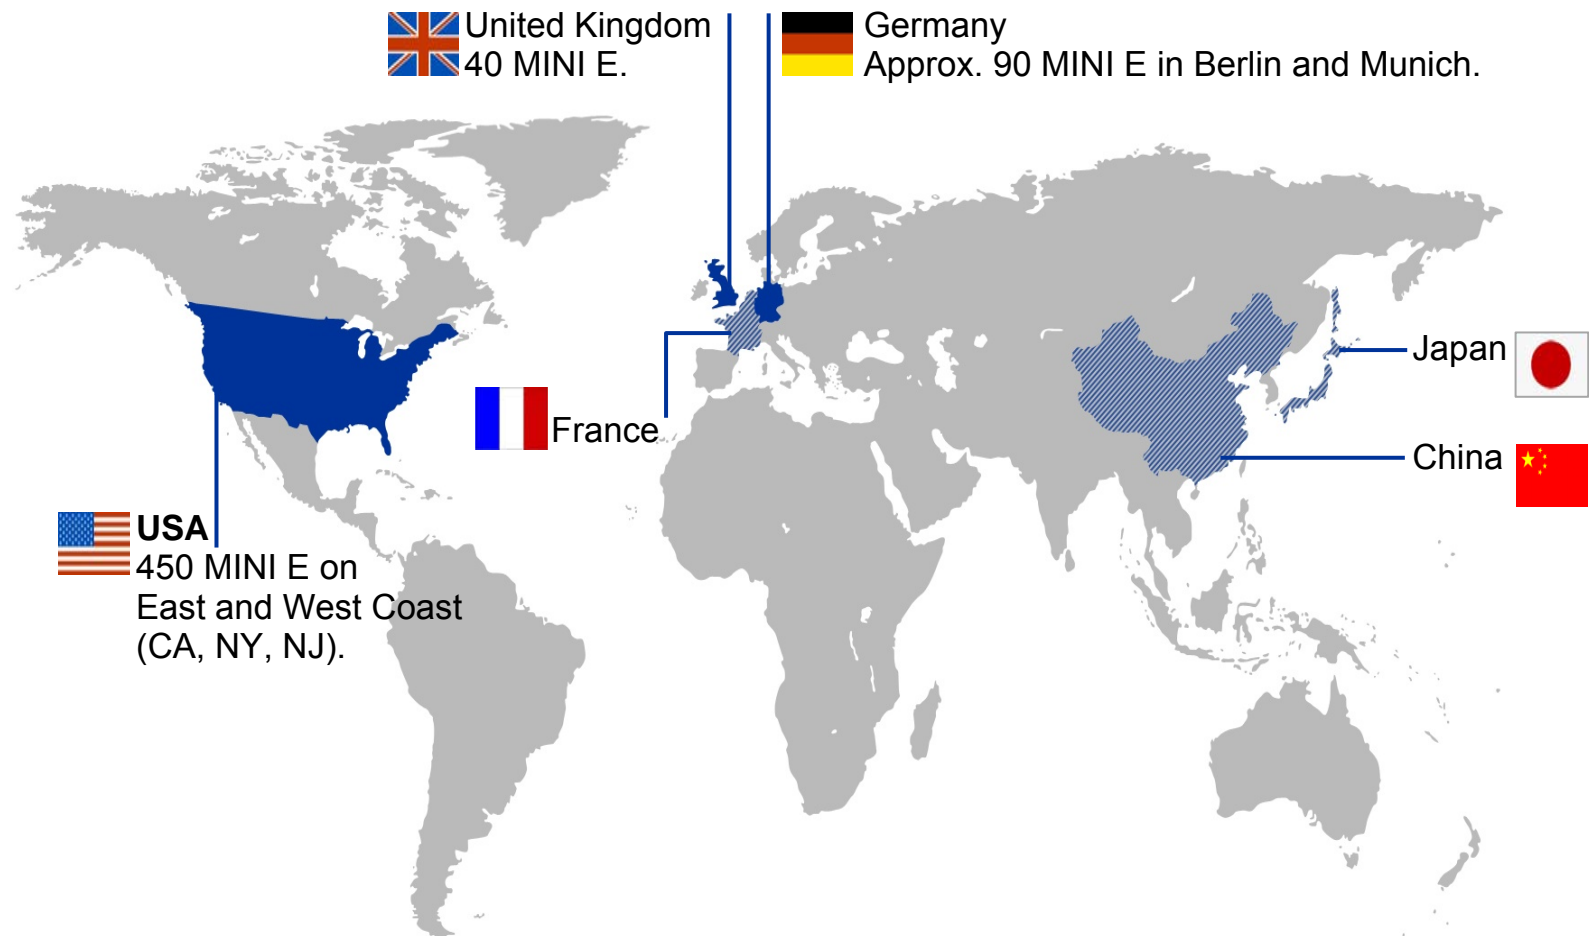 United Kingdom
40 MINI E.
Germany
Approx. 90 MINI E in Berlin and Munich.
Japan
France
China
USA
450 MINI E on
East and West Coast
(CA, NY, NJ).